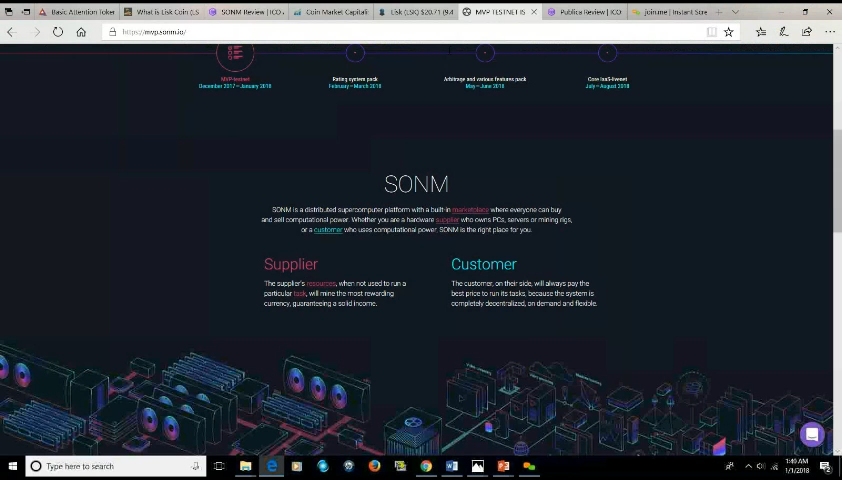 Basic Attention Toker
What is Lisk Coin (LS
SONM Review | ICO
Coin Market Capitali
Lisk (LSK) $20.71 (9.4
MVP TESTNET IS
Publica Review | ICO
join.me | Instant Scre
https://mvp.sonm.io/
MVP-testnet
December 2017–January 2018
Rating system pack
February–March 2018
Arbitrage and various features pack
May–June 2018
Core IaaS-livenet
July–August 2018
SONM
SONM is a distributed supercomputer platform with a built-in marketplace where everyone can buy
and sell computational power. Whether you are a hardware supplier who owns PCs, servers or mining rigs,
or a customer who uses computational power, SONM is the right place for you.
Supplier
The supplier's resources, when not used to run a
particular task, will mine the most rewarding
currency, guaranteeing a solid income.
Customer
The customer, on their side, will always pay the
best price to run its tasks, because the system is
completely decentralized, on demand and flexible.
Type here to search
1:49 AM
1/1/2018